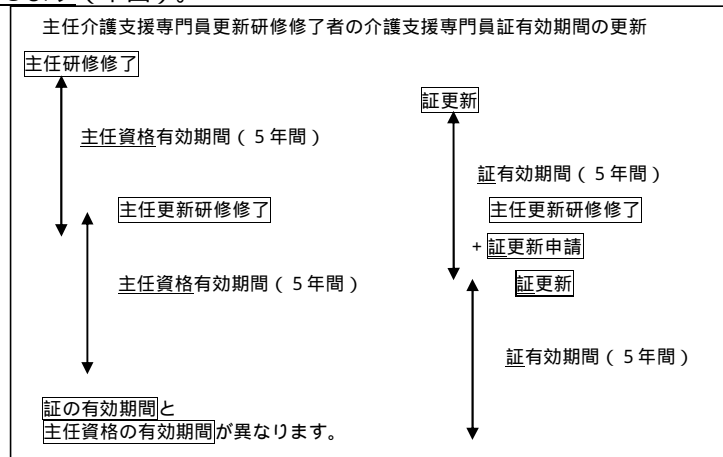 （下図）。
主任介護支援専門員更新研修修了者の介護支援専門員証有効期間の更新
主任研修修了
主任資格有効期間（５年間）
主任更新研修修了
主任資格有効期間（５年間）
証の有効期間と
主任資格の有効期間が異なります。
証更新
証有効期間（５年間）
主任更新研修修了
+ 証更新申請
証更新
証有効期間（５年間）